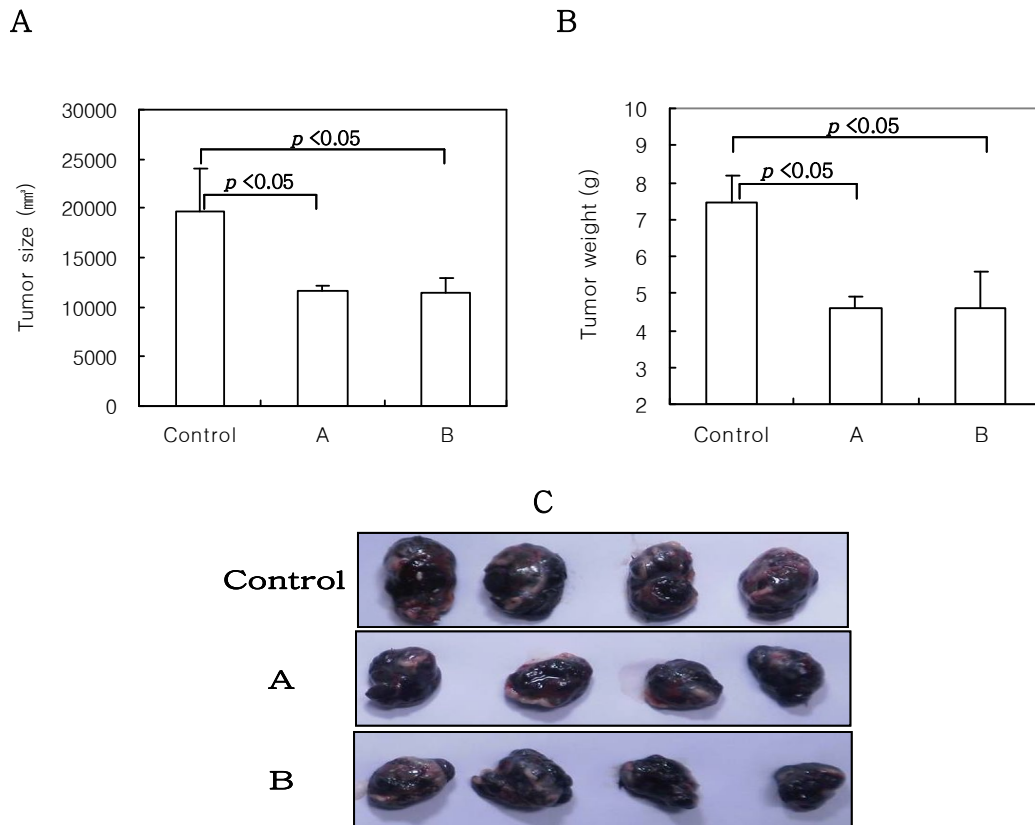 A
B
30000
25000
20000
15000
10000
5000
0
Tumor size (㎣)
p <0.05
p <0.05
Control A B
10
9
8
7
6
5
4
3
2
Tumor weight (g)
p <0.05
p <0.05
Control A B
C
Control
A
B